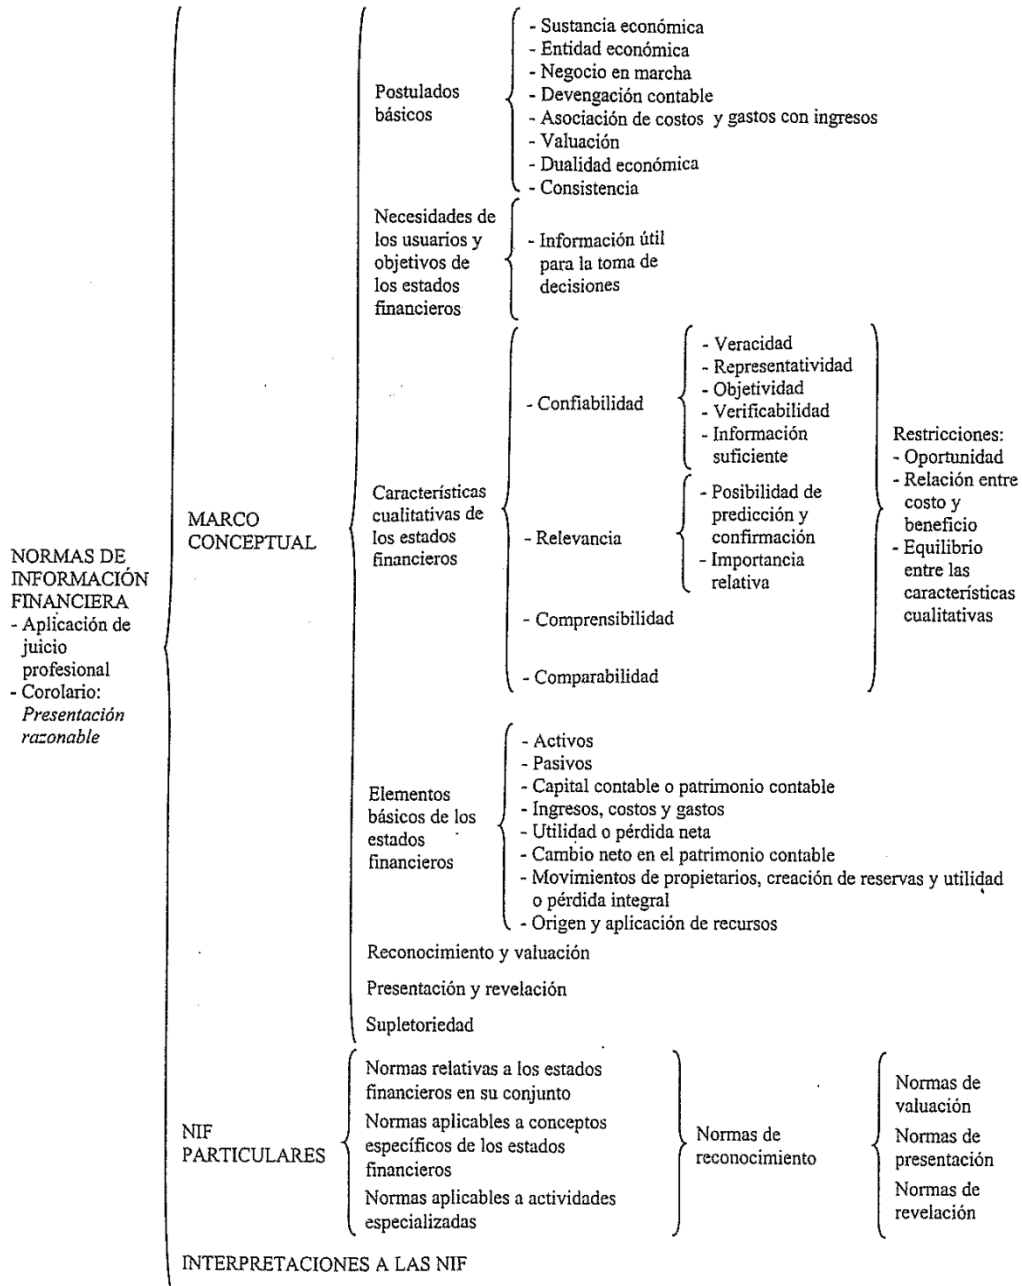 NORMAS DE
INFORMACIÓN
FINANCIERA
- Aplicación de
juicio
profesional
- Corolario:
Presentación
razonable
MARCO
CONCEPTUAL
Postulados
básicos
- Sustancia económica
- Entidad económica
- Negocio en marcha
- Devengación contable
- Asociación de costos y gastos con ingresos
- Valuación
- Dualidad económica
- Consistencia
Necesidades de
los usuarios y
objetivos de
los estados
financieros
- Información útil
para la toma de
decisiones
Características
cualitativas de
los estados
financieros
- Confiabilidad
- Veracidad
- Representatividad
- Objetividad
- Verificabilidad
- Información
suficiente
- Relevancia
- Posibilidad de
predicción y
confirmación
- Importancia
relativa
- Comprensibilidad
- Comparabilidad
Restricciones:
- Oportunidad
- Relación entre
costo y
beneficio
- Equilibrio
entre las
características
cualitativas
Elementos
básicos de los
estados
financieros
- Activos
- Pasivos
- Capital contable o patrimonio contable
- Ingresos, costos y gastos
- Utilidad o pérdida neta
- Cambio neto en el patrimonio contable
- Movimientos de propietarios, creación de reservas y utilidad
o pérdida integral
- Origen y aplicación de recursos
Reconocimiento y valuación
Presentación y revelación
Supletoriedad
NIF
PARTICULARES
Normas relativas a los estados
financieros en su conjunto
Normas aplicables a conceptos
específicos de los estados
financieros
Normas aplicables a actividades
especializadas
Normas de
reconocimiento
Normas de
valuación
Normas de
presentación
Normas de
revelación
INTERPRETACIONES A LAS NIF